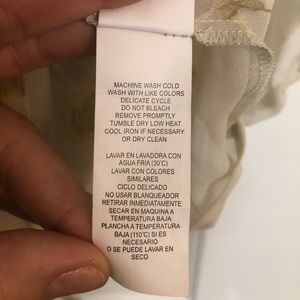 MACHINE WASH COLD
WASH WITH LIKE COLORS
DELICATE CYCLE
DO NOT BLEACH
REMOVE PROMPTLY
TUMBLE DRY LOW HEAT
COOL IRON IF NECESSARY
OR DRY CLEAN
LAVAR EN LAVADORA CON
AGUA FRIA (30°C)
LAVAR CON COLORES
SIMILARES
CICLO DELICADO
NO USAR BLANQUEADOR
RETIRAR INMEDIATAMENTE
SECAR EN MAQUINA A
TEMPERATURA BAJA
PLANCHA A TEMPERATURA
BAJA (110°C) SI ES
NECESARIO
O SE PUEDE LAVAR EN
SECO